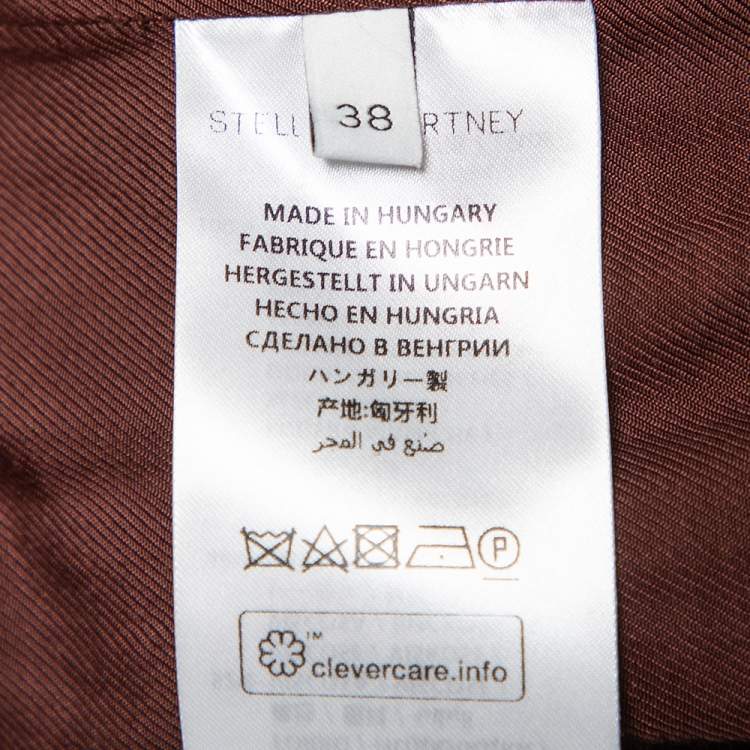 38
STELL RTNEY
MADE IN HUNGARY
FABRIQUE EN HONGRIE
HERGESTELLT IN UNGARN
HECHO EN HUNGRIA
СДЕЛАНО В ВЕНГРИИ
ハンガリー製
产地:匈牙利
صنع في المجر
P
™
clevercare.info